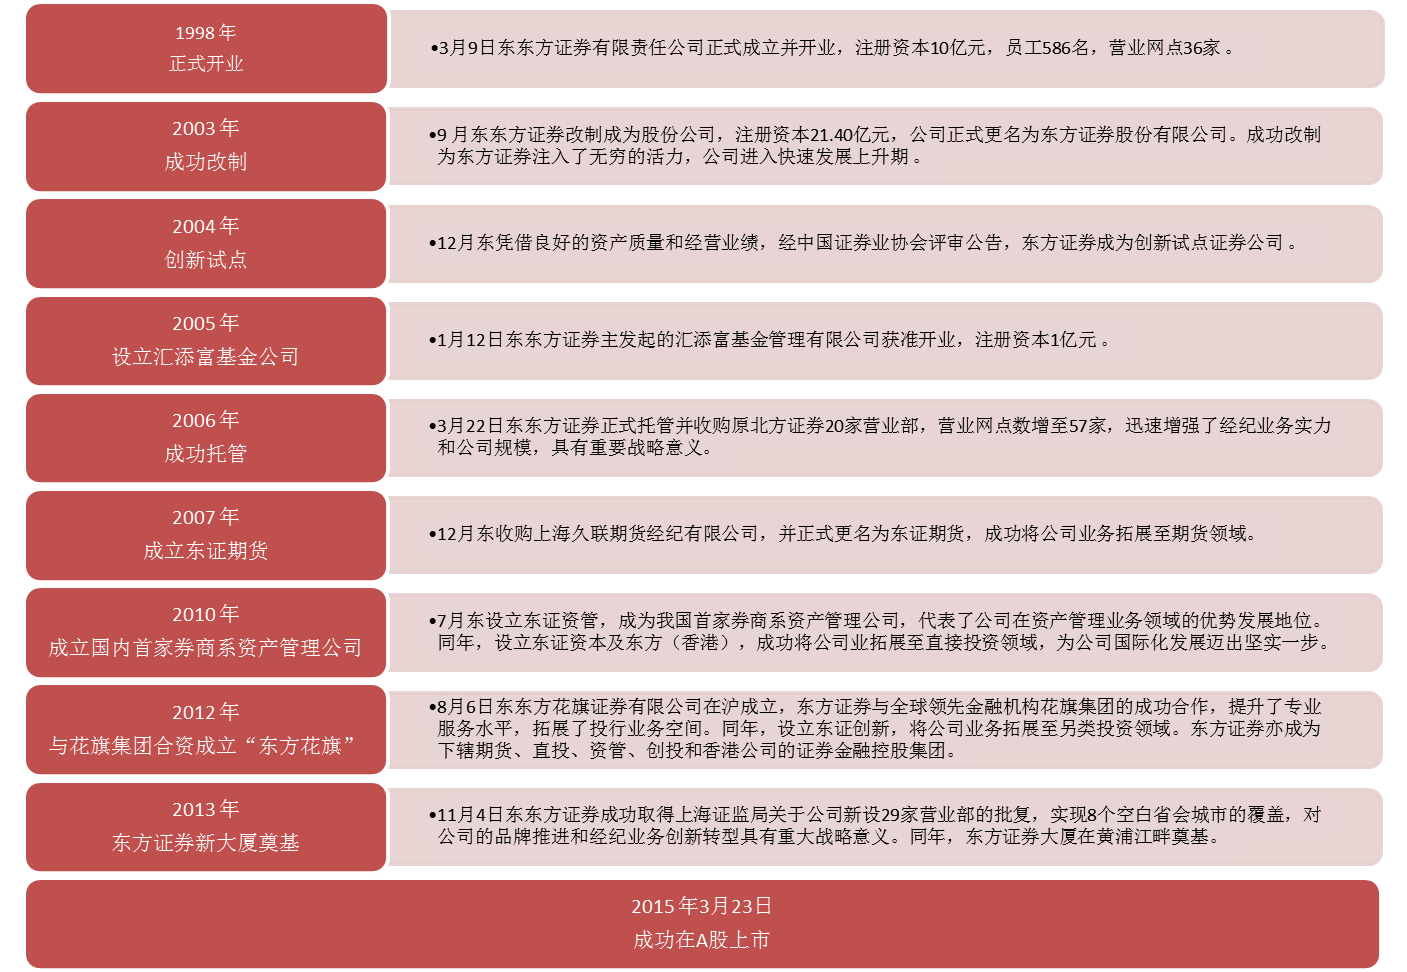 1998 年
正式开业
•3月9日东东方证券有限责任公司正式成立并开业，注册资本10亿元，员工586名，营业网点36家 。
2003 年
成功改制
•9 月东东方证券改制成为股份公司，注册资本21.40亿元，公司正式更名为东方证券股份有限公司。成功改制
为东方证券注入了无穷的活力，公司进入快速发展上升期 。
2004 年
创新试点
•12月东凭借良好的资产质量和经营业绩，经中国证券业协会评审公告，东方证券成为创新试点证券公司 。
2005 年
设立汇添富基金公司
•1月12日东东方证券主发起的汇添富基金管理有限公司获准开业，注册资本1亿元 。
2006 年
成功托管
•3月22日东东方证券正式托管并收购原北方证券20家营业部，营业网点数增至57家，迅速增强了经纪业务实力
和公司规模，具有重要战略意义。
2007 年
成立东证期货
•12月东收购上海久联期货经纪有限公司，并正式更名为东证期货，成功将公司业务拓展至期货领域。
2010 年
成立国内首家券商系资产管理公司
•7月东设立东证资管，成为我国首家券商系资产管理公司，代表了公司在资产管理业务领域的优势发展地位。
同年，设立东证资本及东方（香港），成功将公司业拓展至直接投资领域，为公司国际化发展迈出坚实一步。
2012 年
与花旗集团合资成立“东方花旗”
•8月6日东东方花旗证券有限公司在沪成立，东方证券与全球领先金融机构花旗集团的成功合作，提升了专业
服务水平，拓展了投行业务空间。同年，设立东证创新，将公司业务拓展至另类投资领域。东方证券亦成为
下辖期货、直投、资管、创投和香港公司的证券金融控股集团。
2013 年
东方证券新大厦奠基
•11月4日东东方证券成功取得上海证监局关于公司新设29家营业部的批复，实现8个空白省会城市的覆盖，对
公司的品牌推进和经纪业务创新转型具有重大战略意义。同年，东方证券大厦在黄浦江畔奠基。
2015 年3月23日
成功在A股上市